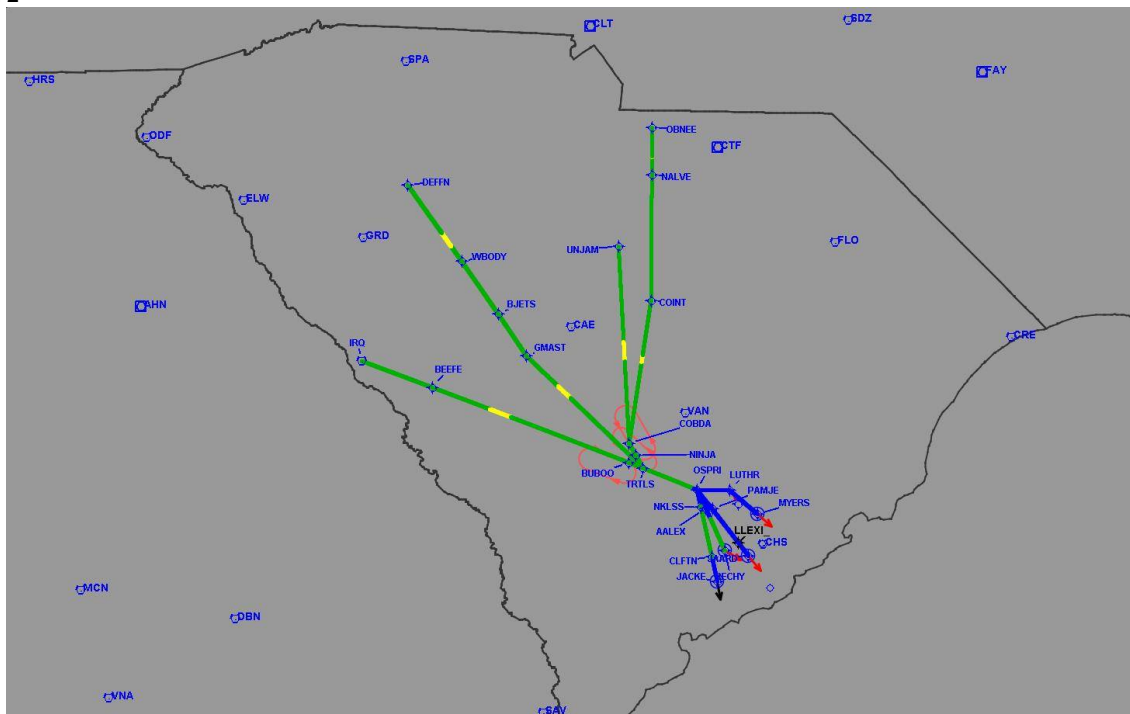 CLT
SDZ
SPA
FAY
HRS
OBNEE
ODF
CTF
NALVE
DEFFN
ELW
GRD
FLO
UNJAM
WBODY
AHN
BJETS
COINT
CAE
CRE
IRQ
GMAST
BEEFE
VAN
COBDA
NINJA
BUBOO
OSPRI
LUTHR
TRTLS
PAMJE
NKLSS
MYERS
AALEX
LLEXI
CHS
CLFTN
JACKE
MCN
DBN
VNA
SAV